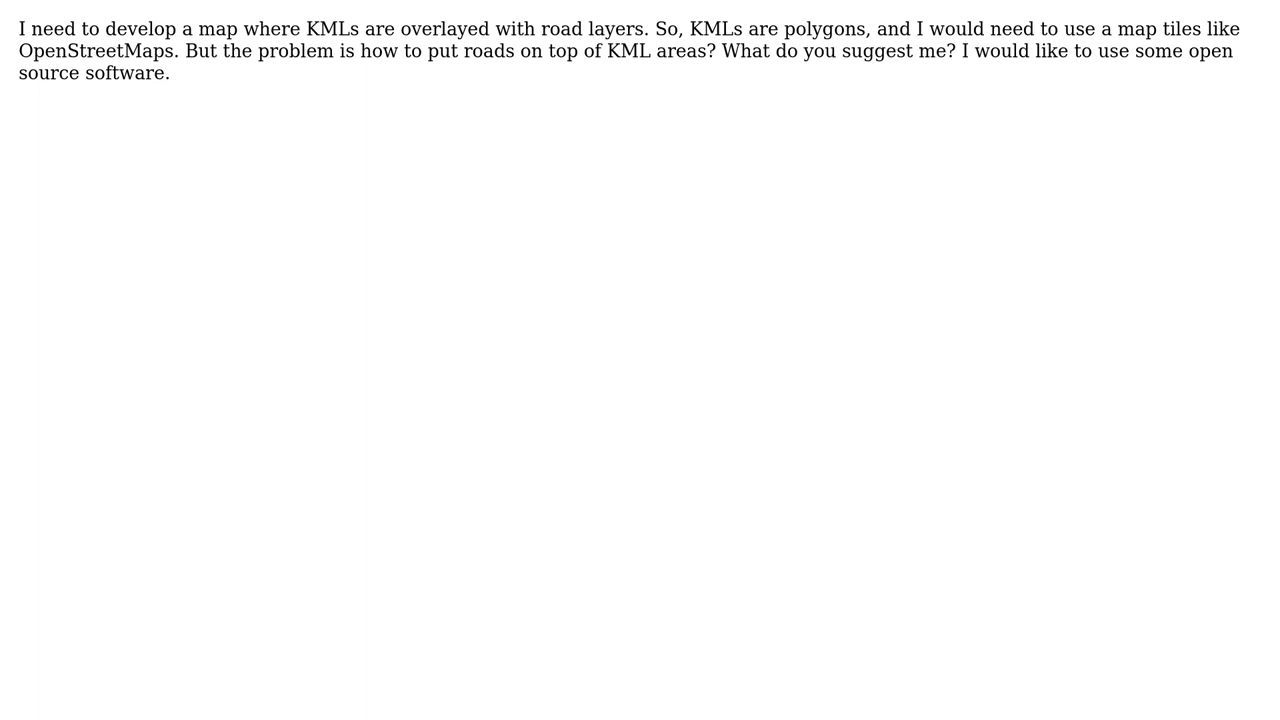 I need to develop a map where KMLs are overlayed with road layers. So, KMLs are polygons, and I would need to use a map tiles like
OpenStreetMaps. But the problem is how to put roads on top of KML areas? What do you suggest me? I would like to use some open
source software.